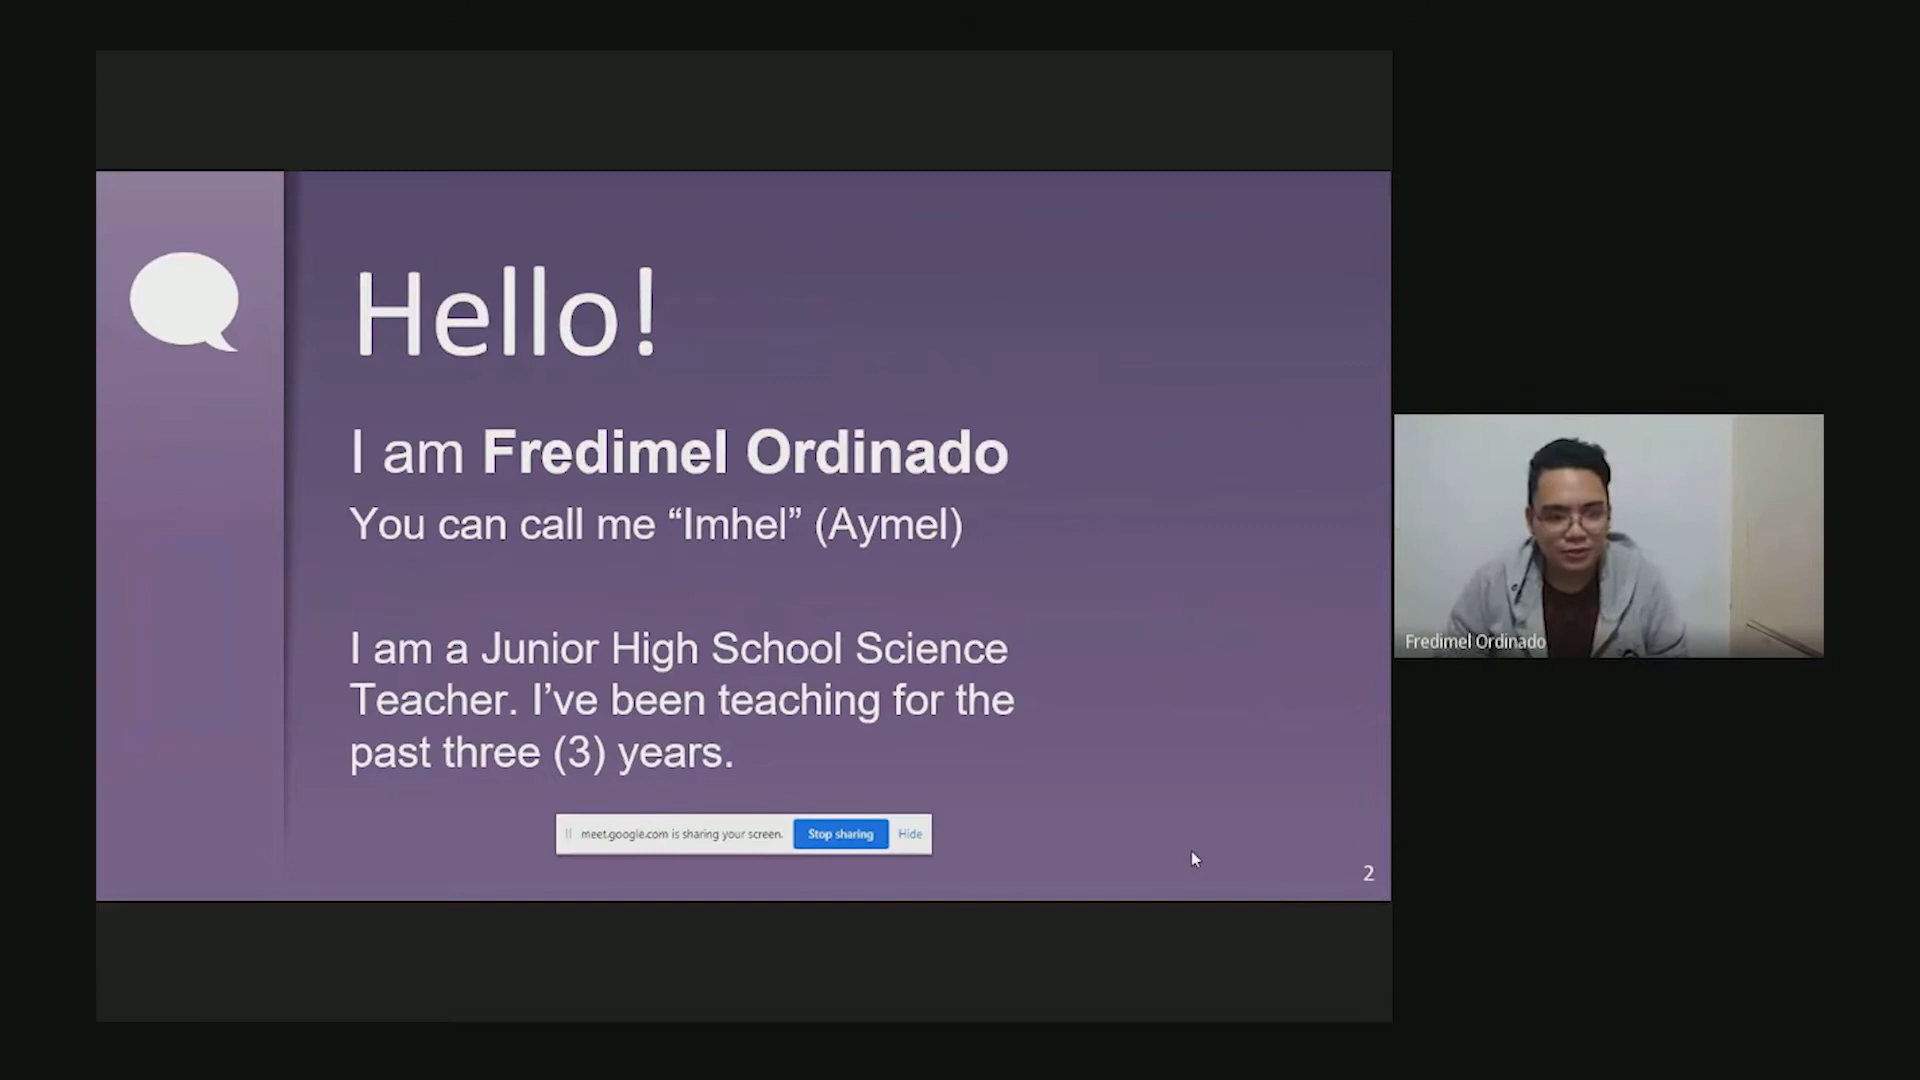 Hello!
I am Fredimel Ordinado
You can call me “Imhel” (Aymel)
I am a Junior High School Science
Teacher. I’ve been teaching for the
past three (3) years.
meet.google.com is sharing your screen. Stop sharing Hide
2
Fredimel Ordinado